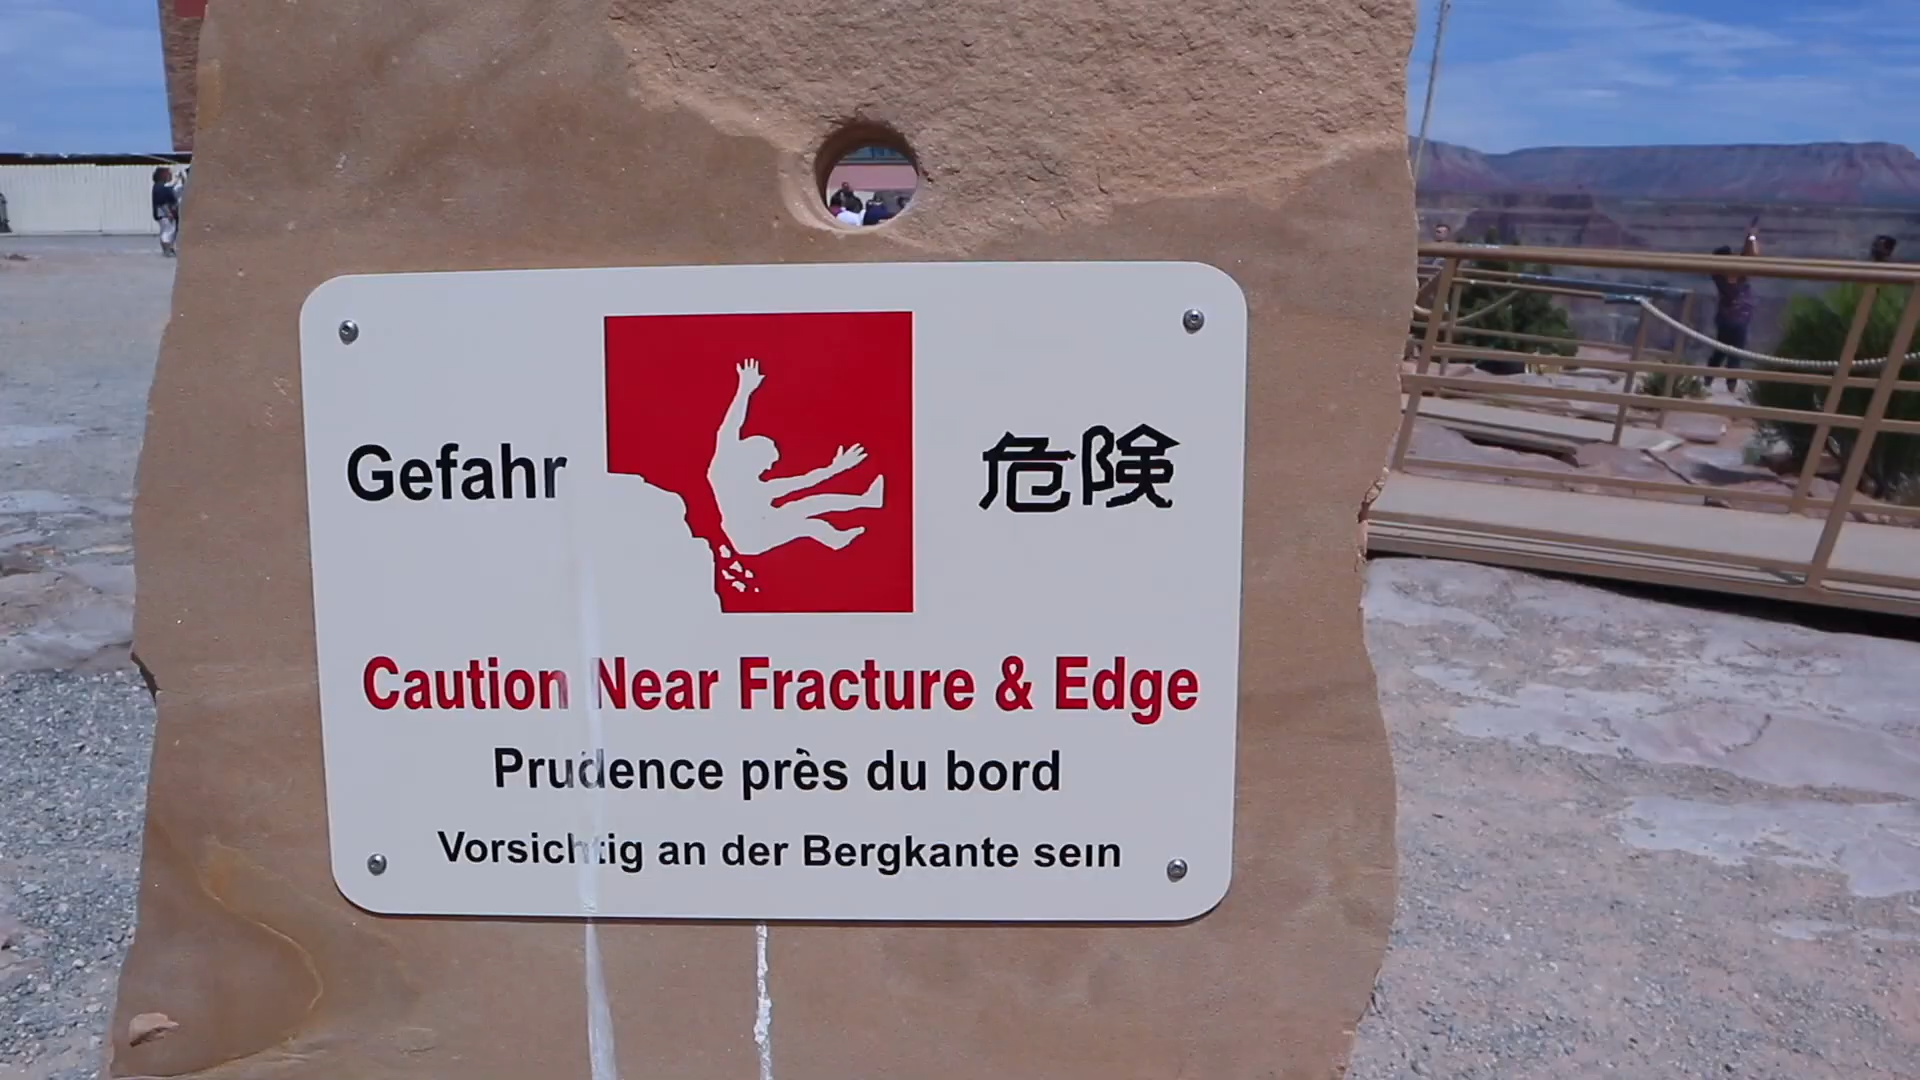 Gefahr
危険
Caution Near Fracture & Edge
Prudence près du bord
Vorsichtig an der Bergkante sein